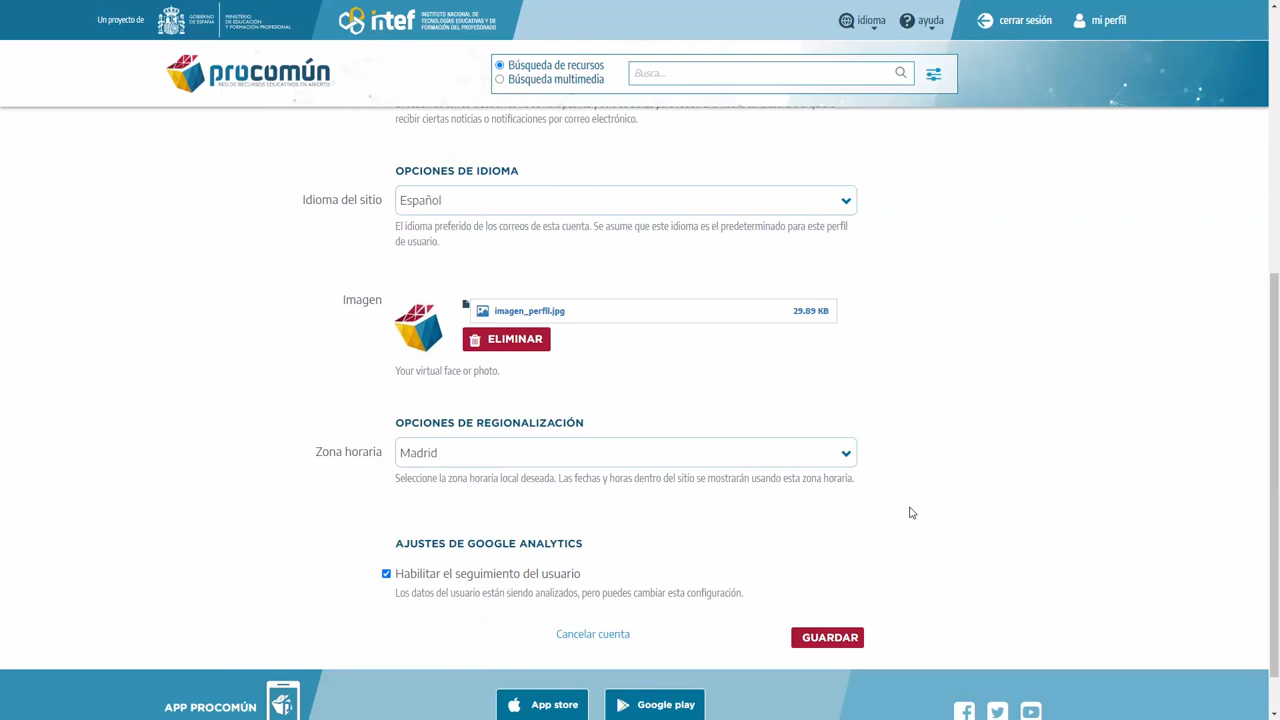 Un proyecto de
GOBIERNO
DE ESPAÑA
MINISTERIO
DE EDUCACIÓN
Y FORMACIÓN PROFESIONAL
intef
INSTITUTO NACIONAL DE
TECNOLOGÍAS EDUCATIVAS Y
FORMACIÓN DEL PROFESORADO
idioma
ayuda
cerrar sesión
mi perfil
procomún
RED DE RECURSOS EDUCATIVOS EN ABIERTO
Búsqueda de recursos
Búsqueda multimedia
Busca...
recibir ciertas noticias o notificaciones por correo electrónico.
OPCIONES DE IDIOMA
Idioma del sitio
Español
El idioma preferido de los correos de esta cuenta. Se asume que este idioma es el predeterminado para este perfil
de usuario.
Imagen
imagen_perfil.jpg
29.89 KB
ELIMINAR
Your virtual face or photo.
OPCIONES DE REGIONALIZACIÓN
Zona horaria
Madrid
Seleccione la zona horaria local deseada. Las fechas y horas dentro del sitio se mostrarán usando esta zona horaria.
AJUSTES DE GOOGLE ANALYTICS
Habilitar el seguimiento del usuario
Los datos del usuario están siendo analizados, pero puedes cambiar esta configuración.
Cancelar cuenta
GUARDAR
APP PROCOMÚN
App store
Google play